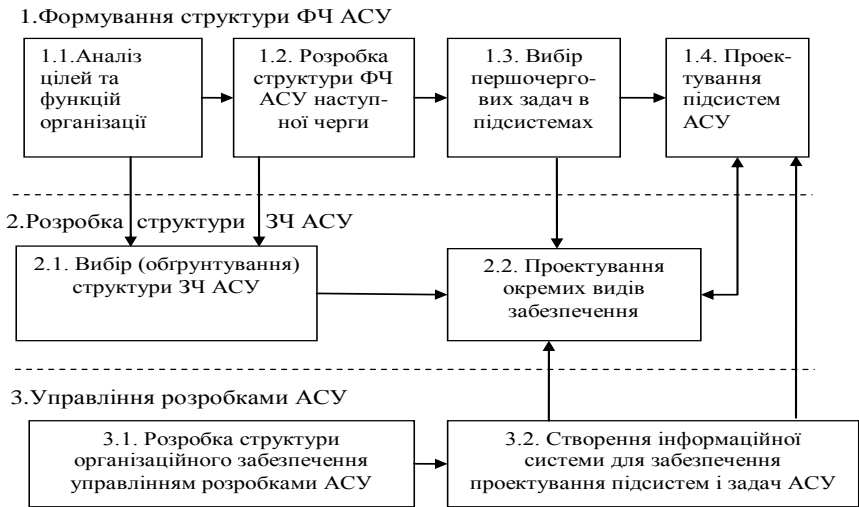 1.Формування структури ФЧ АСУ
1.1.Аналіз
цілей та
функцій
організації
1.2. Розробка
структури ФЧ
АСУ наступ-
ної черги
1.3. Вибір
першочерго-
вих задач в
підсистемах
1.4. Проек-
тування
підсистем
АСУ
2.Розробка структури ЗЧ АСУ
2.1. Вибір (обґрунтування)
структури ЗЧ АСУ
2.2. Проектування
окремих видів
забезпечення
3.Управління розробками АСУ
3.1. Розробка структури
організаційного забезпечення
управлінням розробками АСУ
3.2. Створення інформаційної
системи для забезпечення
проектування підсистем і задач АСУ